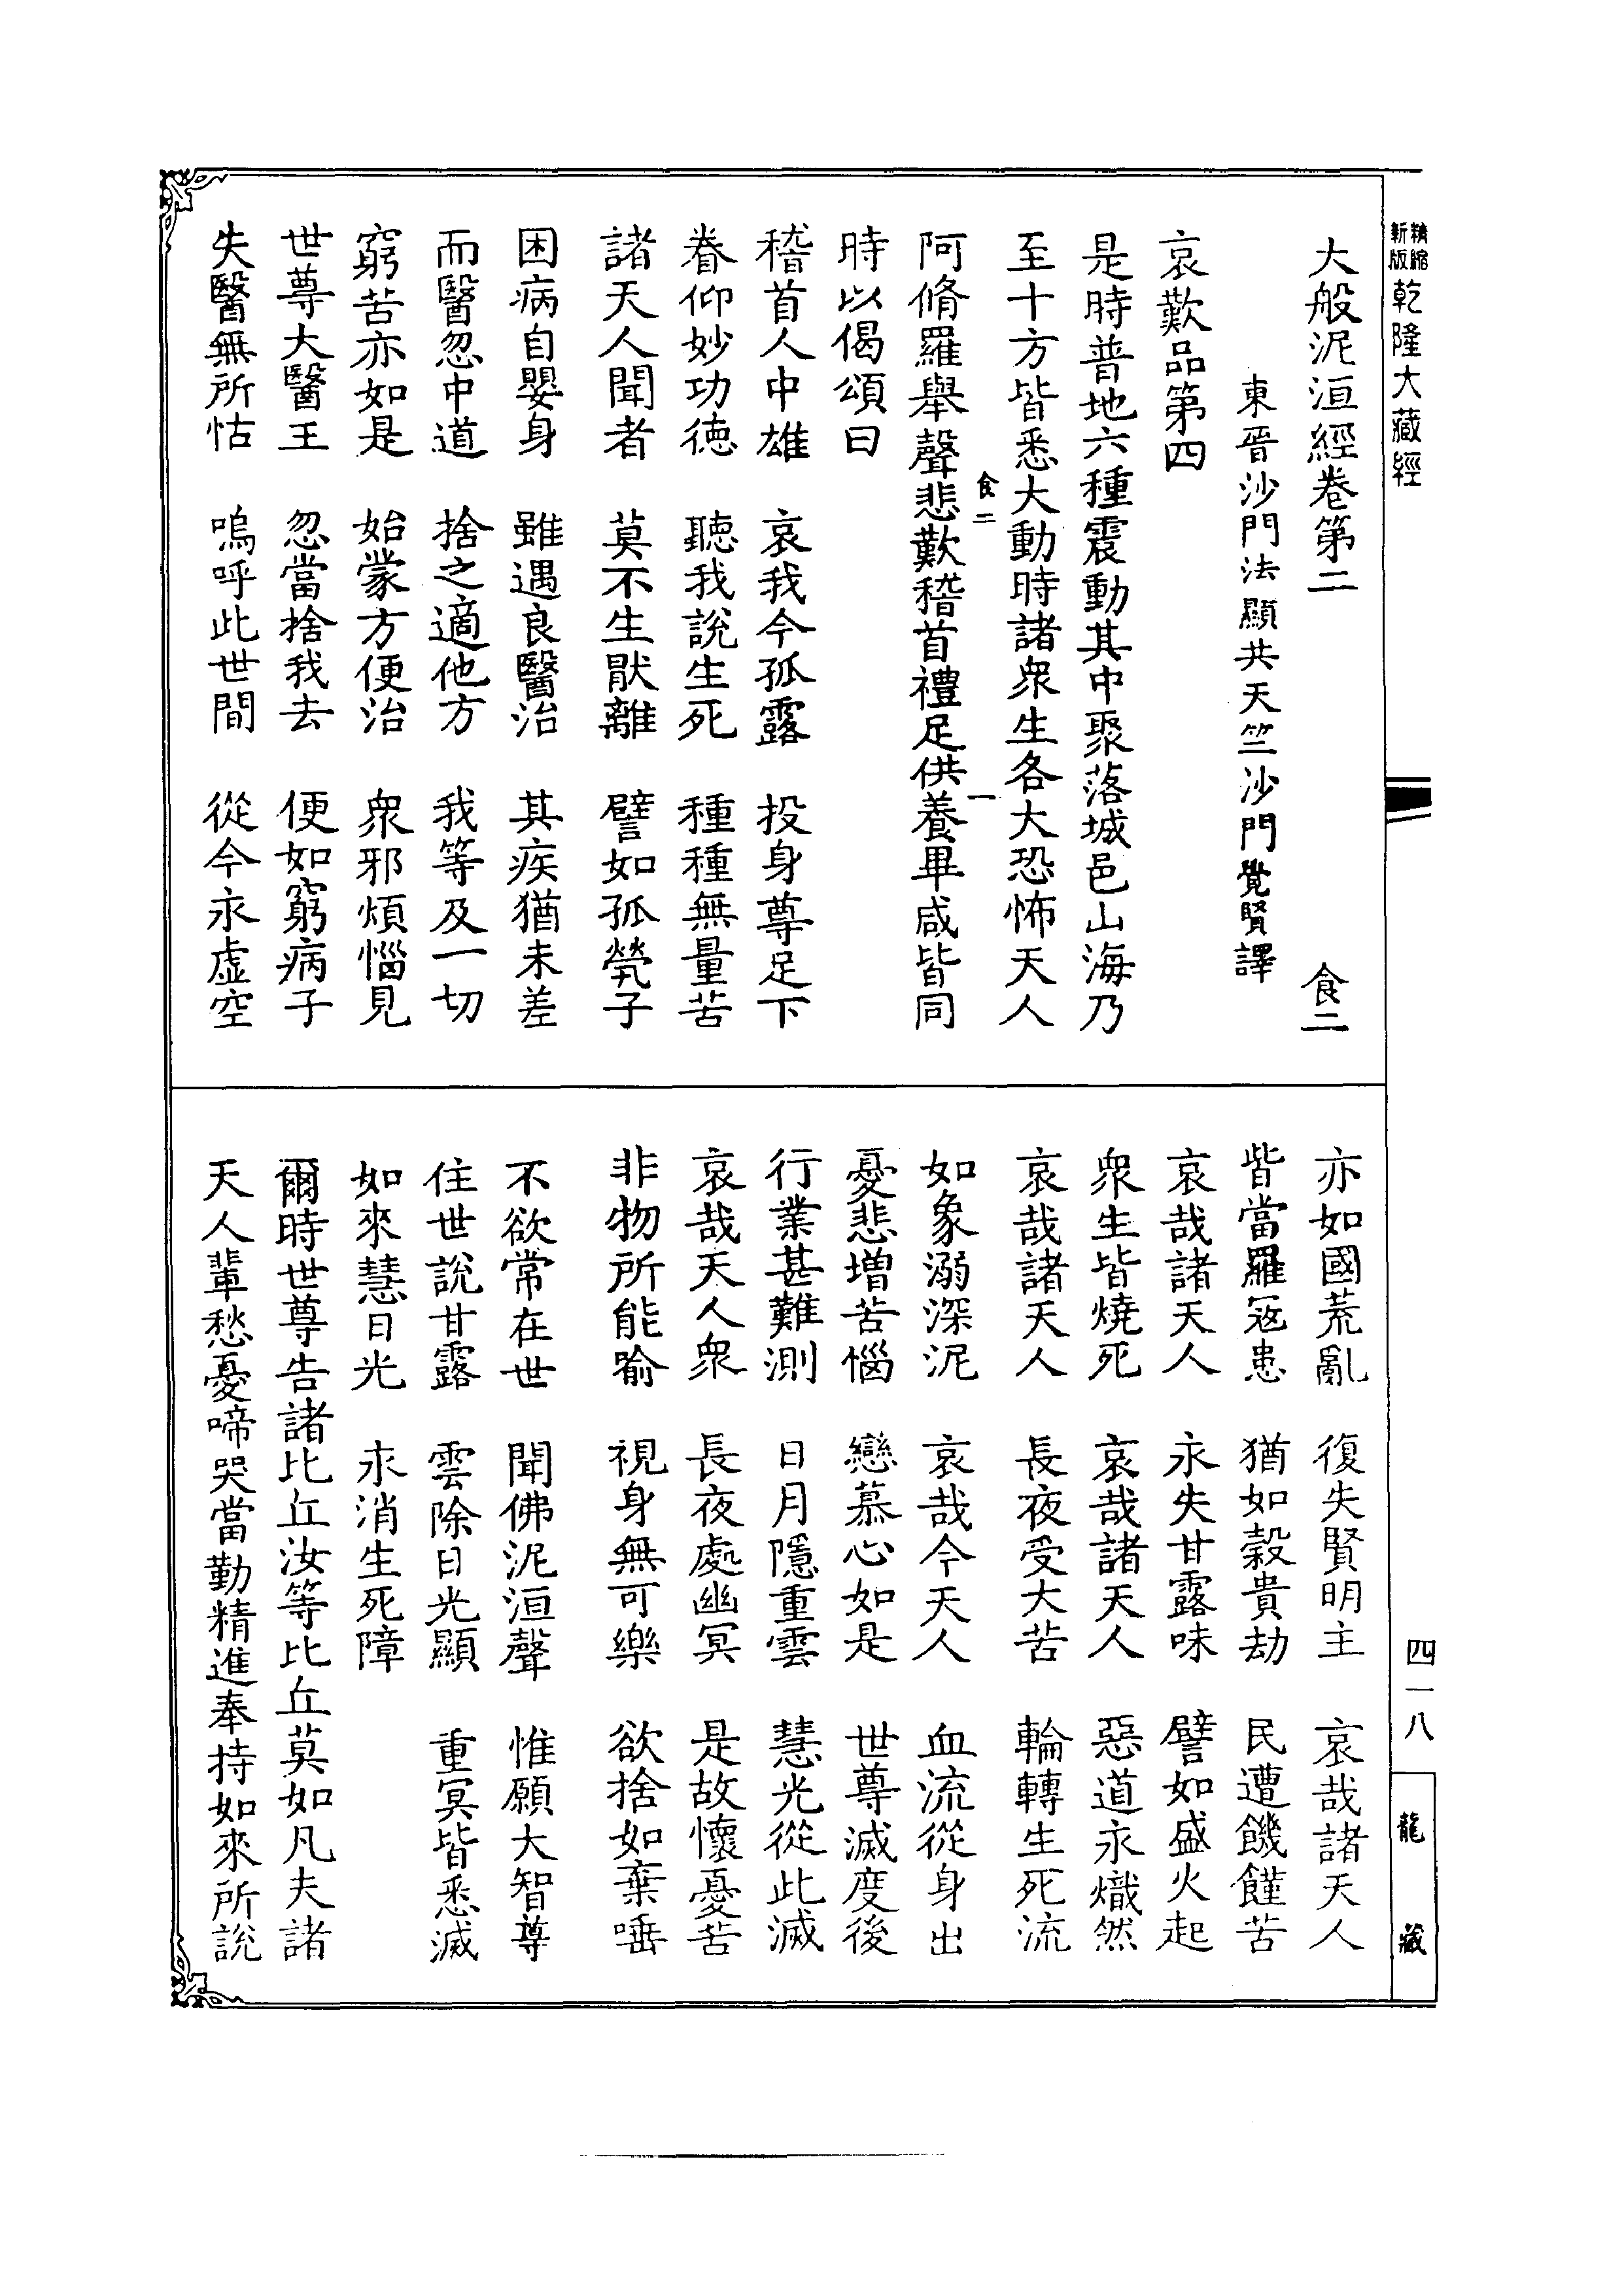 精縮新版乾隆大藏經
大般泥洹經卷第二　食二
東晉沙門法顯共天竺沙門覺賢譯
哀歎品第四
是時普地六種震動其中聚落城邑山海乃
至十方皆悉大動時諸衆生各大恐怖天人
食二　一
阿脩羅舉聲悲歎稽首禮足供養畢咸皆同
時以偈頌曰
稽首人中雄　哀我今孤露　投身尊足下
眷仰妙功德　聽我說生死　種種無量苦
諸天人聞者　莫不生厭離　譬如孤煢子
困病自嬰身　雖遇良醫治　其疾猶未差
而醫忽中道　捨之適他方　我等及一切
窮苦亦如是　始蒙方便治　衆邪煩惱見
世尊大醫王　忽當捨我去　便如窮病子
失醫無所怙　嗚呼此世間　從今永虛空
亦如國荒亂　復失賢明主　哀哉諸天人
皆當羅寇患　猶如穀貴劫　民遭饑饉苦
哀哉諸天人　永失甘露味　譬如盛火起
衆生皆燒死　哀哉諸天人　惡道永熾然
哀哉諸天人　長夜受大苦　輪轉生死流
如象溺深泥　哀哉今天人　血流從身出
憂悲增苦惱　戀慕心如是　世尊滅度後
行業甚難測　日月隱重雲　慧光從此滅
哀哉天人衆　長夜處幽冥　是故懷憂苦
非物所能喻　視身無可樂　欲捨如棄唾
不欲常在世　聞佛泥洹聲　惟願大智尊
住世說甘露　雲除日光顯　重冥皆悉滅
如來慧日光　永消生死障
爾時世尊告諸比丘汝等比丘莫如凡夫諸
天人輩愁憂啼哭當勤精進奉持如來所說
四一八
龍藏